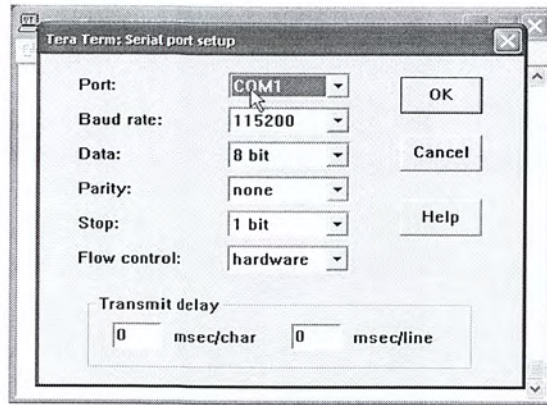 Tera Term: Serial port setup
Port: COM1
OK
Baud rate: 115200
Data: 8 bit
Cancel
Parity: none
Stop: 1 bit
Help
Flow control: hardware
Transmit delay
0 msec/char 0 msec/line